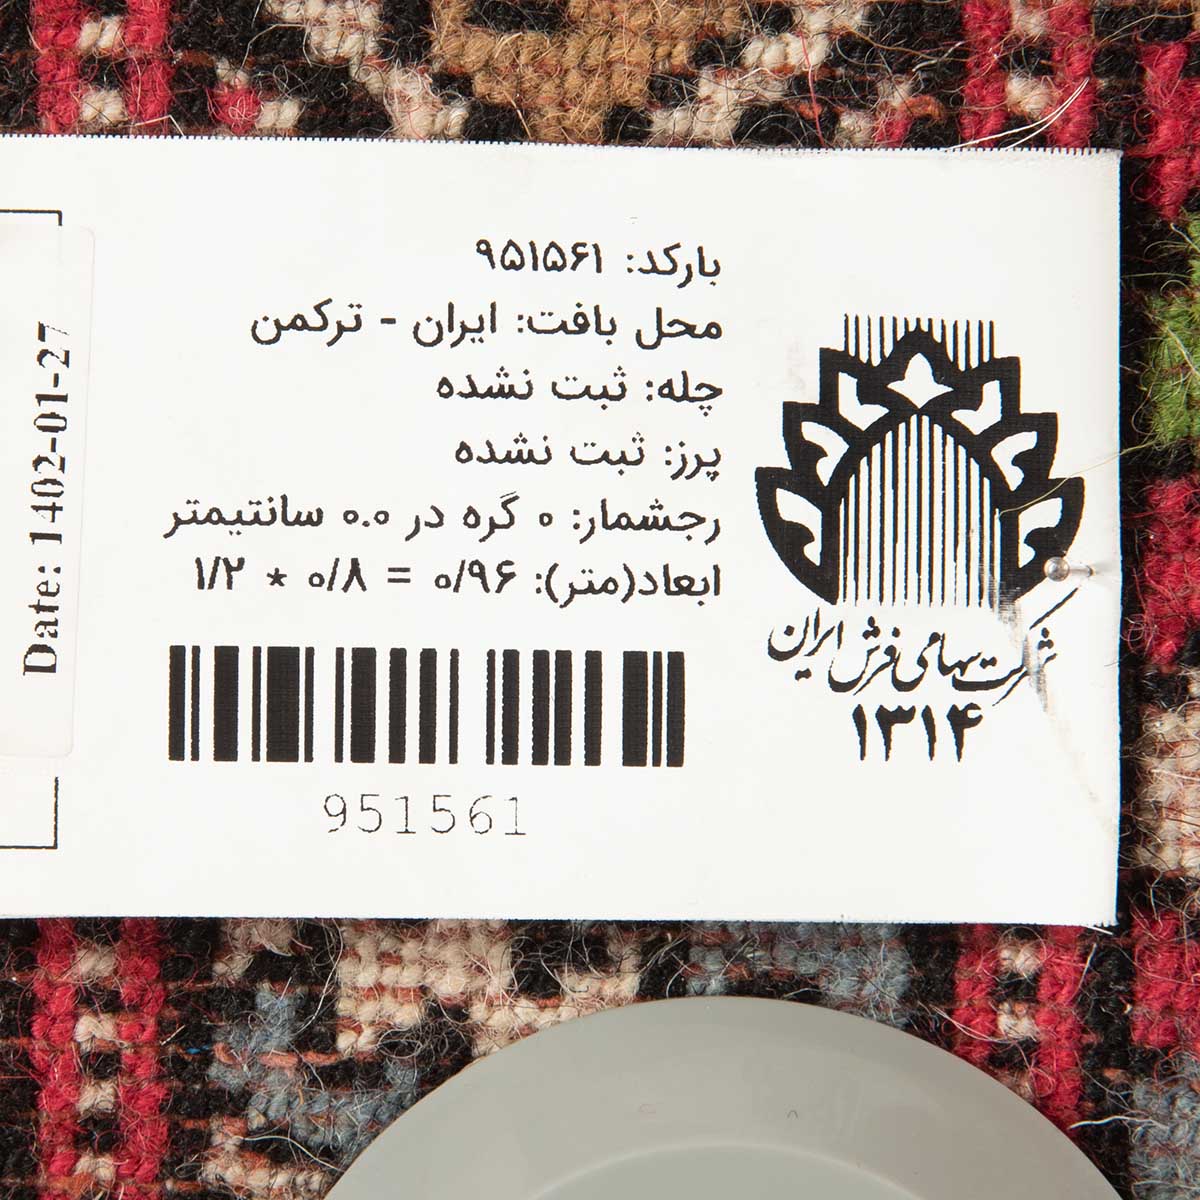 بارکد: ۹۵۱۵۶۱
محل بافت: ایران - ترکمن
چله: ثبت نشده
پرز: ثبت نشده
رجشمار: ۰ گره در ۰.۰ سانتیمتر
ابعاد(متر): ۰/۹۶ = ۰/۸ * ۱/۲
951561
شرکت سهامی فرش ایران
۱۳۱۴
Date: 1402-01-27